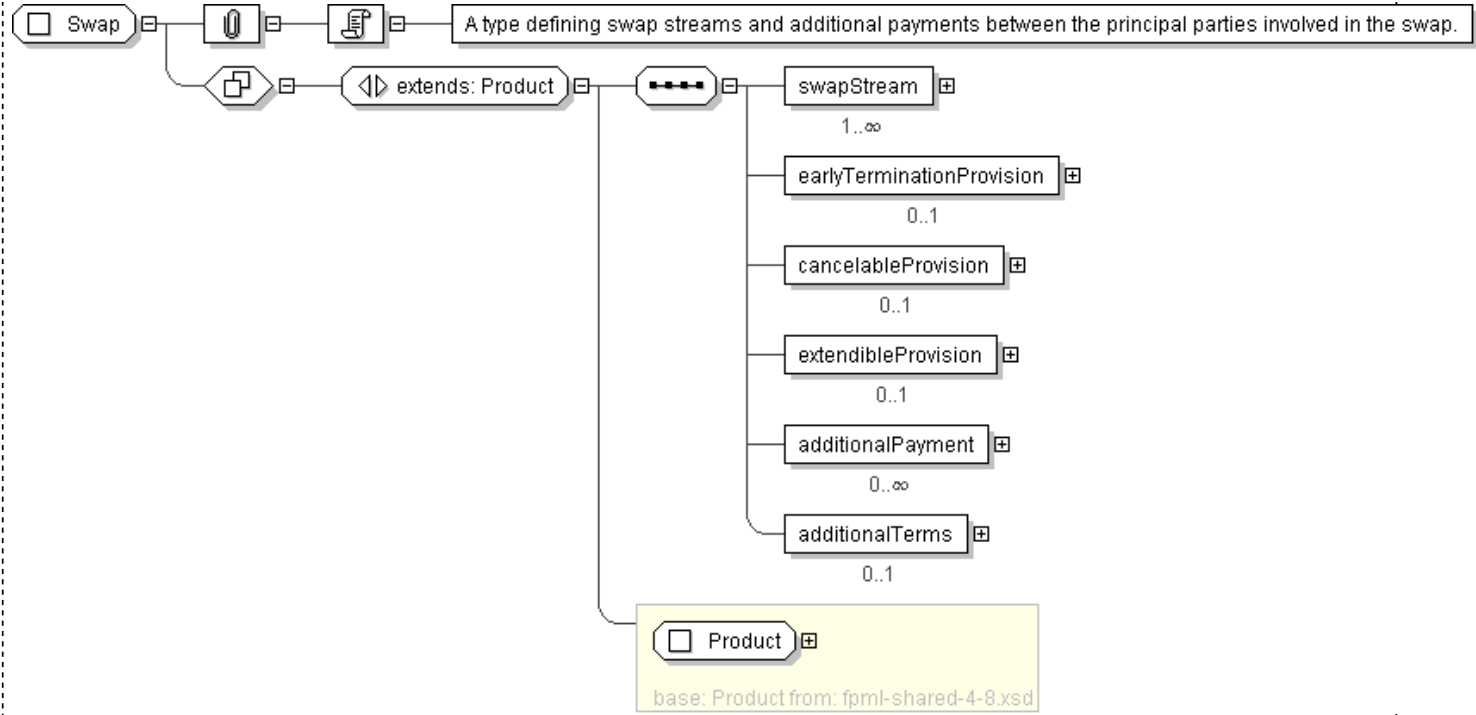 Swap
A type defining swap streams and additional payments between the principal parties involved in the swap.
extends: Product
swapStream
1..∞
earlyTerminationProvision
0..1
cancelableProvision
0..1
extendibleProvision
0..1
additionalPayment
0..∞
additionalTerms
0..1
Product
base: Product from: fpml-shared-4-8.xsd